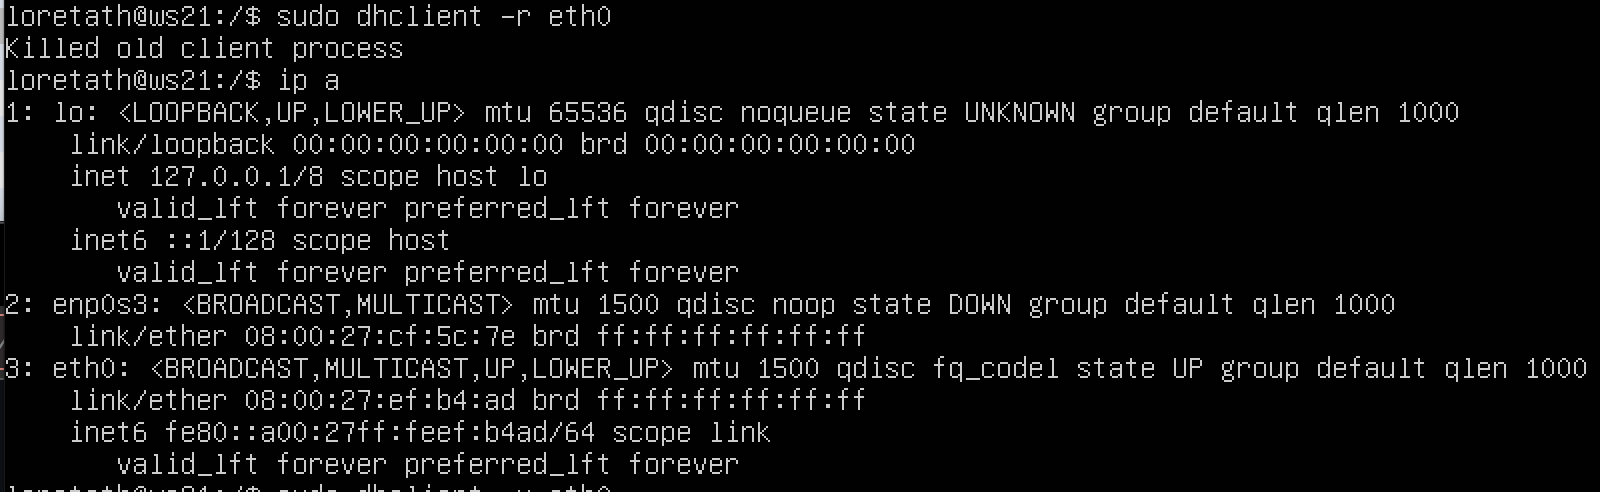 loretath@ws21:/$ sudo dhclient -r eth0
Killed old client process
loretath@ws21:/$ ip a
1: lo: <LOOPBACK,UP,LOWER_UP> mtu 65536 qdisc noqueue state UNKNOWN group default qlen 1000
link/loopback 00:00:00:00:00:00 brd 00:00:00:00:00:00
inet 127.0.0.1/8 scope host lo
valid_lft forever preferred_lft forever
inet6 ::1/128 scope host
valid_lft forever preferred_lft forever
2: enp0s3: <BROADCAST,MULTICAST> mtu 1500 qdisc noop state DOWN group default qlen 1000
link/ether 08:00:27:cf:5c:7e brd ff:ff:ff:ff:ff:ff
3: eth0: <BROADCAST,MULTICAST,UP,LOWER_UP> mtu 1500 qdisc fq_codel state UP group default qlen 1000
link/ether 08:00:27:ef:b4:ad brd ff:ff:ff:ff:ff:ff
inet6 fe80::a00:27ff:feef:b4ad/64 scope link
valid_lft forever preferred_lft forever
loretath@ws21:/$ sudo dhclient eth0